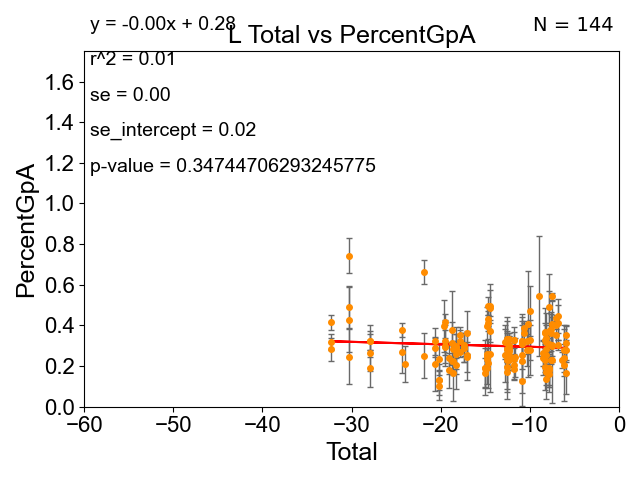 y = -0.00x + 0.28
N = 144
L Total vs PercentGpA
r^2 = 0.01
se = 0.00
se_intercept = 0.02
p-value = 0.34744706293245775
PercentGpA
1.6
1.4
1.2
1.0
0.8
0.6
0.4
0.2
0.0
−60 −50 −40 −30 −20 −10 0
Total